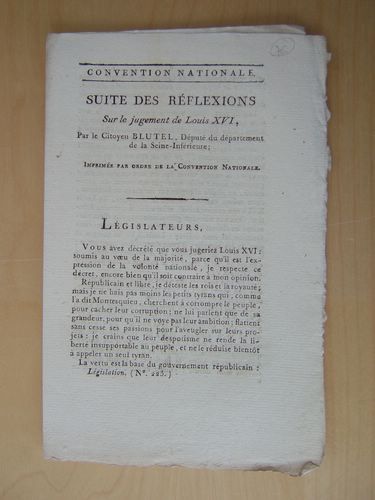 CONVENTION NATIONALE.
SUITE DES RÉFLEXIONS
Sur le jugement de Louis XVI,
Par le Citoyen BLUTEL, Député du département
de la Seine-Inférieure;
IMPRIMÉE PAR ORDRE DE LA CONVENTION NATIONALE.
LÉGISLATEURS,
VOUS avez décrété que vous jugeriez Louis XVI:
soumis au vœu de la majorité, parce qu'il est l'ex-
pression de la volonté nationale, je respecte ce
décret, encore bien qu'il soit contraire à mon opinion.
Républicain et libre, je déteste les rois et la royauté;
mais je ne hais pas moins les petits tyrans qui, comme
l'a dit Montesquieu, cherchent à corrompre le peuple,
pour cacher leur corruption; ne lui parlent que de sa
grandeur, pour qu'il ne voye pas leur ambition; flattent
sans cesse ses passions pour l'aveugler sur leurs pro-
jets: je crains que leur despotisme ne rende la li-
berté insupportable au peuple, et ne le réduise bientôt
à appeler un seul tyran.
La vertu est la base du gouvernement républicain:
Législation. (N°. 223.)